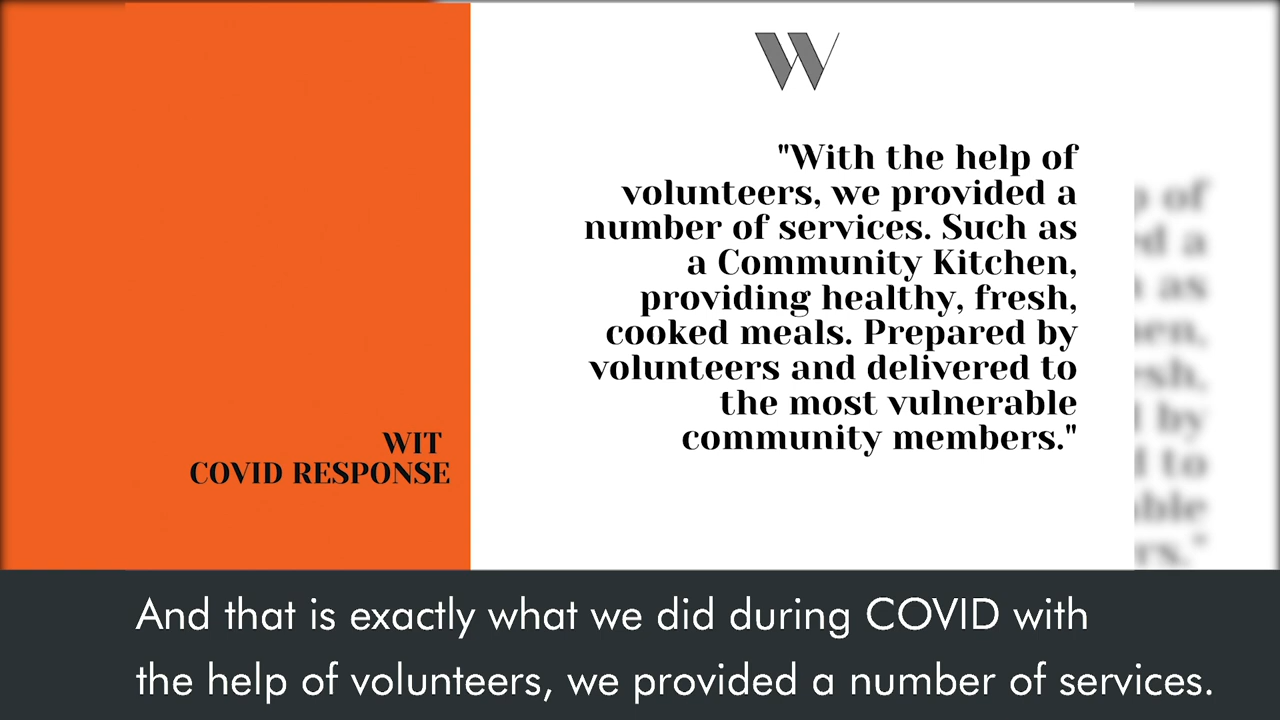 W
"With the help of
volunteers, we provided a
number of services. Such as
a Community Kitchen,
providing healthy, fresh,
cooked meals. Prepared by
volunteers and delivered to
the most vulnerable
community members."
WIT
COVID RESPONSE
And that is exactly what we did during COVID with
the help of volunteers, we provided a number of services.